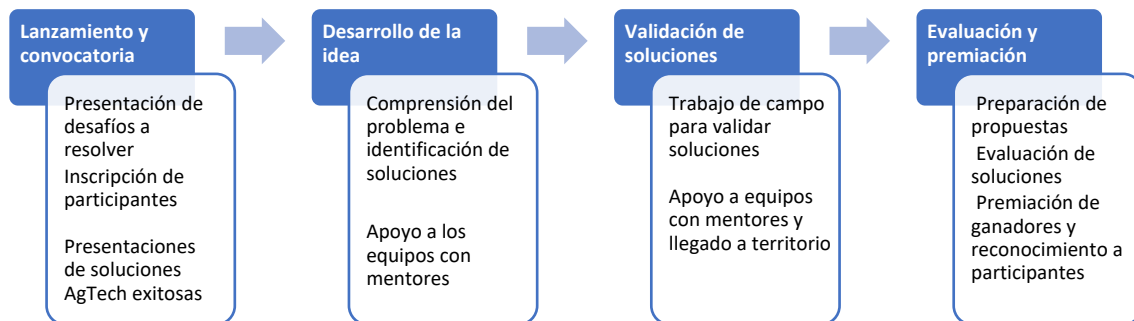 Lanzamiento y
convocatoria
Presentación de
desafíos a
resolver
Inscripción de
participantes
Presentaciones
de soluciones
AgTech exitosas
Desarrollo de la
idea
Comprensión del
problema e
identificación de
soluciones
Apoyo a los
equipos con
mentores
Validación de
soluciones
Trabajo de campo
para validar
soluciones
Apoyo a equipos
con mentores y
llegado a territorio
Evaluación y
premiación
Preparación de
propuestas
Evaluación de
soluciones
Premiación de
ganadores y
reconocimiento a
participantes